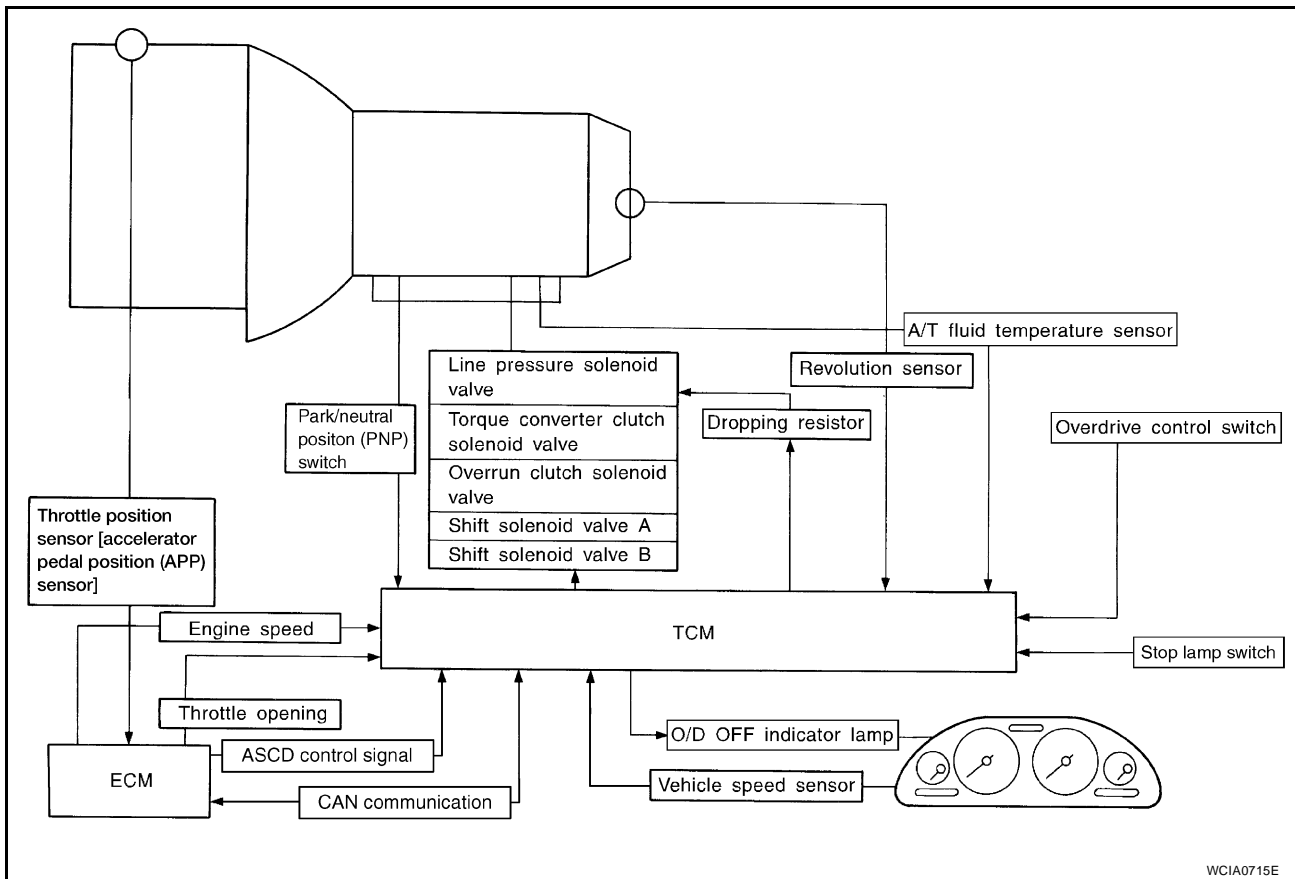 A/T fluid temperature sensor
Line pressure solenoid
valve
Revolution sensor
Park/neutral
positon (PNP)
switch
Torque converter clutch
solenoid valve
Dropping resistor
Overdrive control switch
Overrun clutch solenoid
valve
Shift solenoid valve A
Shift solenoid valve B
Throttle position
sensor [accelerator
pedal position (APP)
sensor]
Engine speed
TCM
Stop lamp switch
Throttle opening
O/D OFF indicator lamp
ASCD control signal
ECM
Vehicle speed sensor
CAN communication
WCIA0715E